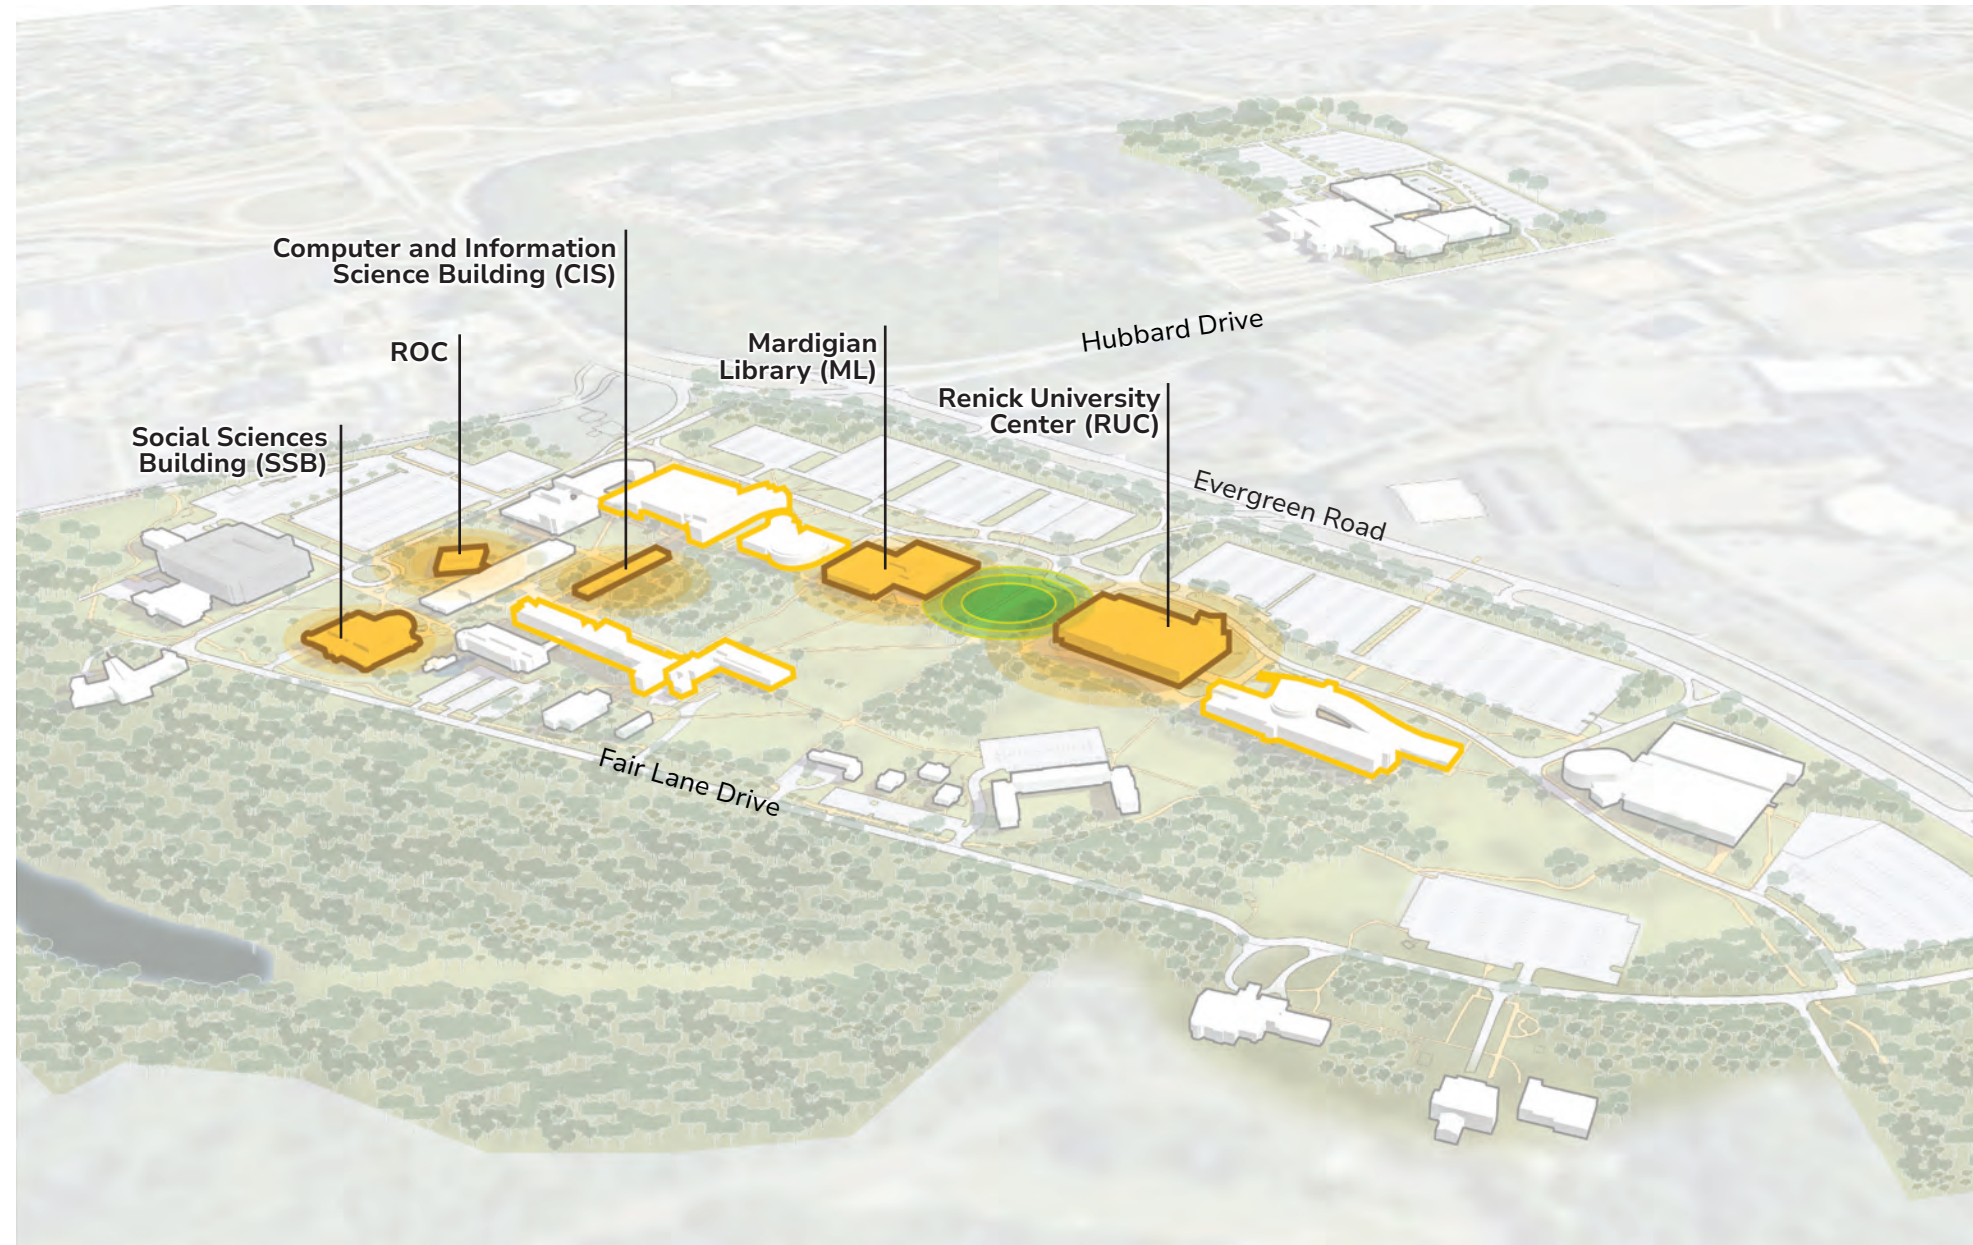 Computer and Information
Science Building (CIS)
ROC
Mardigian
Library (ML)
Hubbard Drive
Renick University
Center (RUC)
Social Sciences
Building (SSB)
Evergreen Road
Fair Lane Drive